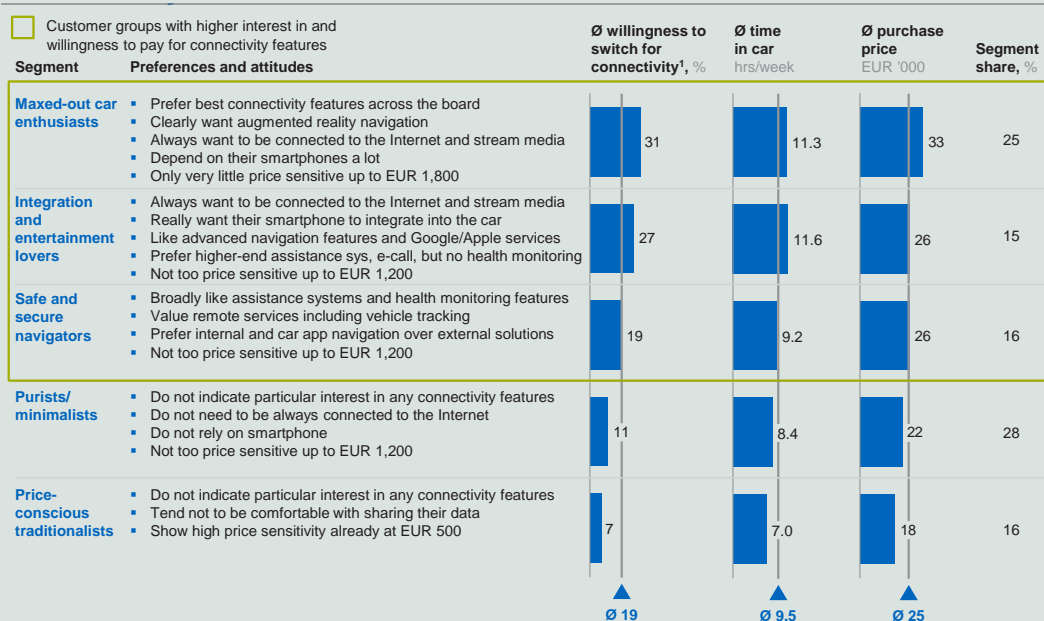 Customer groups with higher interest in and
willingness to pay for connectivity features
Segment
Preferences and attitudes
Ø willingness to
switch for
connectivity¹, %
Ø time
in car
hrs/week
Ø purchase
price
EUR '000
Segment
share, %
Maxed-out car
enthusiasts
▪ Prefer best connectivity features across the board
▪ Clearly want augmented reality navigation
▪ Always want to be connected to the Internet and stream media
▪ Depend on their smartphones a lot
▪ Only very little price sensitive up to EUR 1,800
31
11.3
33
25
Integration
and
entertainment
lovers
▪ Always want to be connected to the Internet and stream media
▪ Really want their smartphone to integrate into the car
▪ Like advanced navigation features and Google/Apple services
▪ Prefer higher-end assistance sys, e-call, but no health monitoring
▪ Not too price sensitive up to EUR 1,200
27
11.6
26
15
Safe and
secure
navigators
▪ Broadly like assistance systems and health monitoring features
▪ Value remote services including vehicle tracking
▪ Prefer internal and car app navigation over external solutions
▪ Not too price sensitive up to EUR 1,200
19
9.2
26
16
Purists/
minimalists
▪ Do not indicate particular interest in any connectivity features
▪ Do not need to be always connected to the Internet
▪ Do not rely on smartphone
▪ Not too price sensitive up to EUR 1,200
11
8.4
22
28
Price-
conscious
traditionalists
▪ Do not indicate particular interest in any connectivity features
▪ Tend not to be comfortable with sharing their data
▪ Show high price sensitivity already at EUR 500
7
7.0
18
16
Ø 19
Ø 9.5
Ø 25